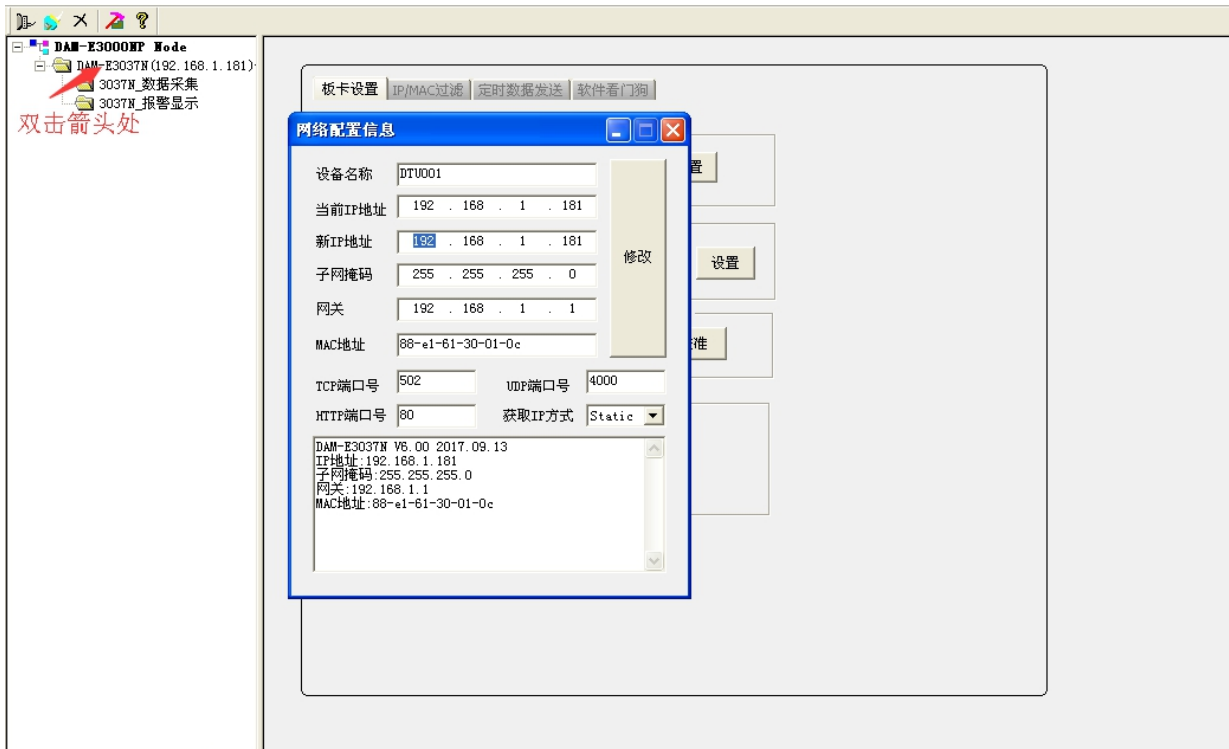 DAM-E3000NP Node
DAM-E3037N(192.168.1.181)
3037N_数据采集
3037N_报警显示
双击箭头处
板卡设置 IP/MAC过滤 定时数据发送 软件看门狗
网络配置信息
设备名称 DTU001
当前IP地址 192 . 168 . 1 . 181
新IP地址 192 . 168 . 1 . 181
子网掩码 255 . 255 . 255 . 0
网关 192 . 168 . 1 . 1
MAC地址 88-e1-61-30-01-0c
修改
置
设置
准
TCP端口号 502 UDP端口号 4000
HTTP端口号 80 获取IP方式 Static
DAM-E3037N V6.00 2017.09.13
IP地址:192.168.1.181
子网掩码:255.255.255.0
网关:192.168.1.1
MAC地址:88-e1-61-30-01-0c